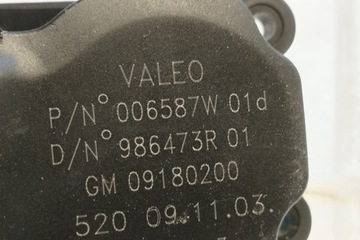 VALEO
P/N° 006587W 01d
D/N° 986473R 01
GM 09180200
520 09.11.03.